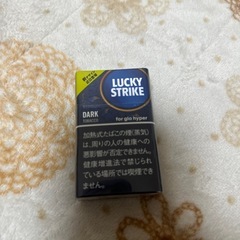 LUCKY
STRIKE
DARK
TOBACCO
for glo hyper
加熱式たばこの煙(蒸気)
は、周りの人の健康への
悪影響が否定できません。
健康増進法で禁じられ
ている場所では喫煙でき
ません。